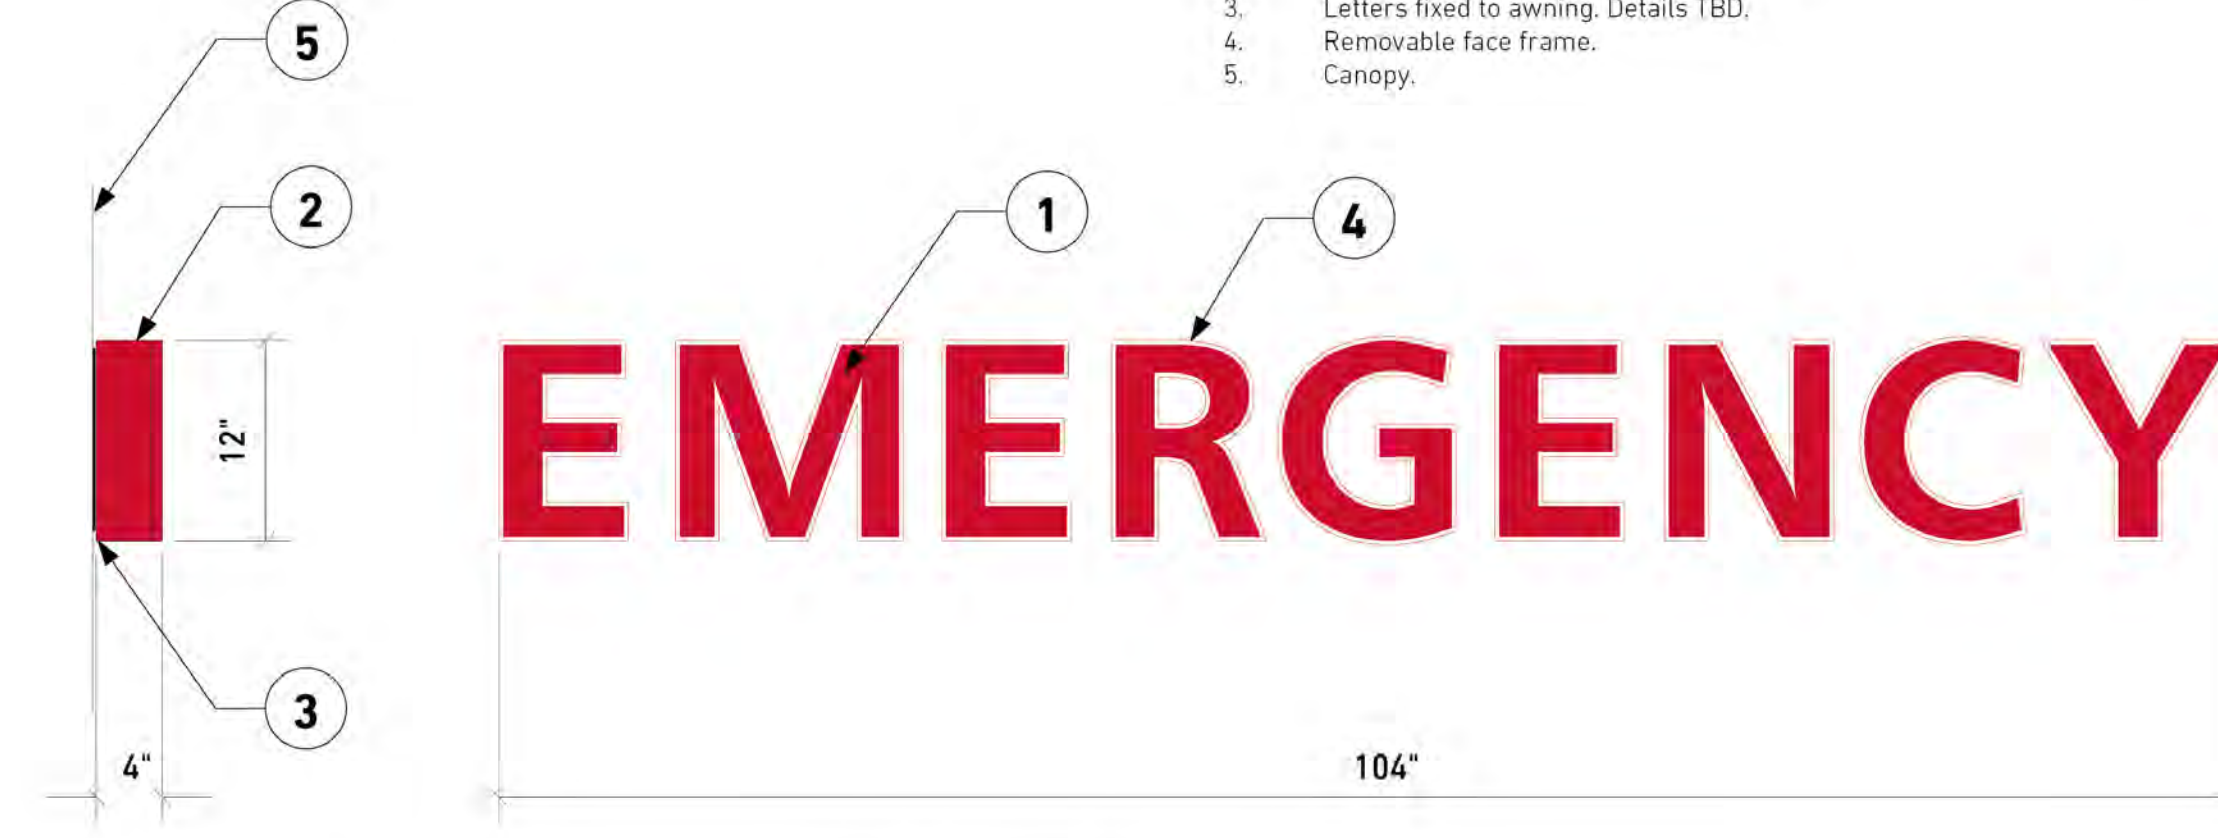 3. Letters fixed to awning. Details TBD.
4. Removable face frame.
5. Canopy.
5
2
1
4
EMERGENCY
12"
3
4"
104"